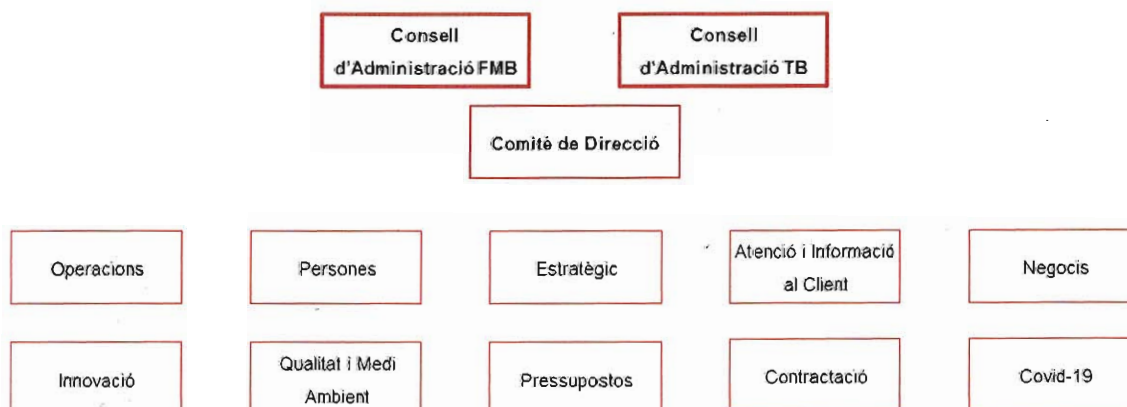 Consell
d'Administració FMB
Consell
d'Administració TB
Comitè de Direcció
Operacions
Persones
Estratègic
Atenció i Informació
al Client
Negocis
Innovació
Qualitat i Medi
Ambient
Pressupostos
Contractació
Covid-19